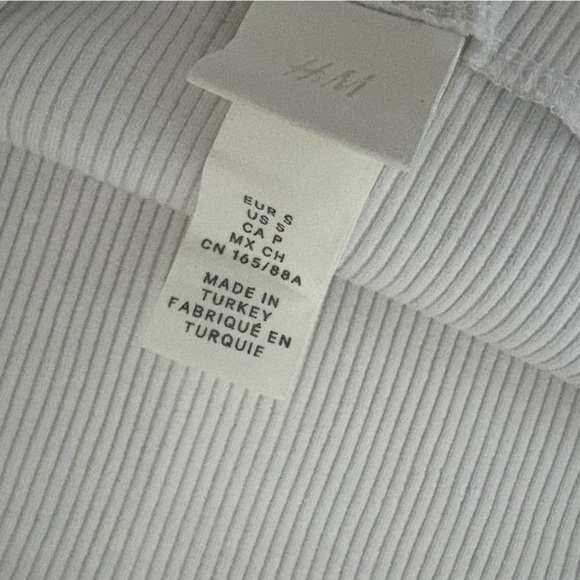 H&M
EUR S
US S
CA P
MX CH
CN 165/88A
MADE IN
TURKEY
FABRIQUÉ EN
TURQUIE